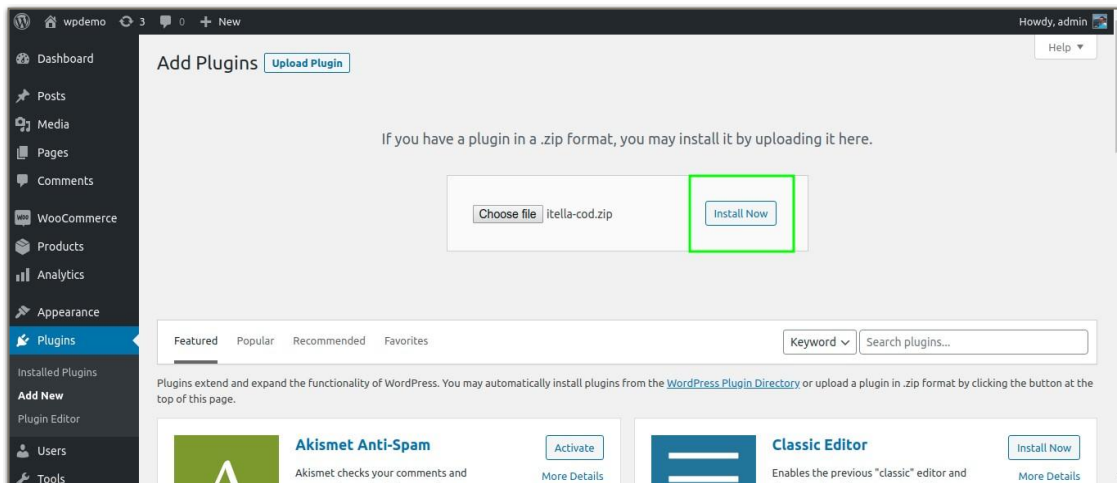 wpdemo 3 0 + New
Howdy, admin
Help ▼
Dashboard
Posts
Media
Pages
Comments
WooCommerce
Products
Analytics
Appearance
Plugins
Installed Plugins
Add New
Plugin Editor
Users
Tools
Add Plugins Upload Plugin
If you have a plugin in a .zip format, you may install it by uploading it here.
Choose file itella-cod.zip Install Now
Featured Popular Recommended Favorites
Keyword Search plugins...
Plugins extend and expand the functionality of WordPress. You may automatically install plugins from the WordPress Plugin Directory or upload a plugin in .zip format by clicking the button at the
top of this page.
Akismet Anti-Spam
Activate
Akismet checks your comments and
More Details
Classic Editor
Install Now
Enables the previous "classic" editor and
More Details